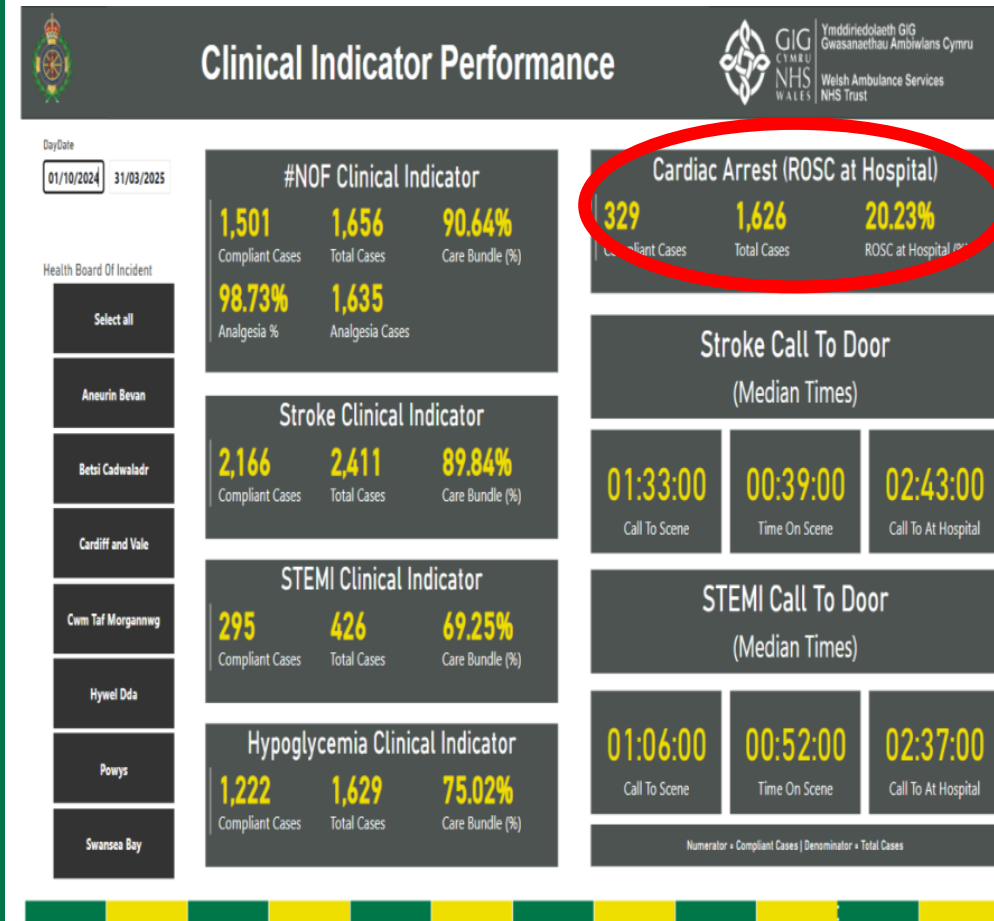 Clinical Indicator Performance
GIG
CYMRU
NHS
WALES
Ymddiriedolaeth GIG
Gwasanaethau Ambiwlans Cymru
Welsh Ambulance Services
NHS Trust
DayDate
01/10/2024 31/03/2025
Health Board Of Incident
Select all
Aneurin Bevan
Betsi Cadwaladr
Cardiff and Vale
Cwm Taf Morgannwg
Hywel Dda
Powys
Swansea Bay
#NOF Clinical Indicator
1,501 1,656 90.64%
Compliant Cases Total Cases Care Bundle (%)
98.73% 1,635
Analgesia % Analgesia Cases
Stroke Clinical Indicator
2,166 2,411 89.84%
Compliant Cases Total Cases Care Bundle (%)
STEMI Clinical Indicator
295 426 69.25%
Compliant Cases Total Cases Care Bundle (%)
Hypoglycemia Clinical Indicator
1,222 1,629 75.02%
Compliant Cases Total Cases Care Bundle (%)
Cardiac Arrest (ROSC at Hospital)
329 1,626 20.23%
Compliant Cases Total Cases ROSC at Hospital (%)
Stroke Call To Door
(Median Times)
01:33:00 00:39:00 02:43:00
Call To Scene Time On Scene Call To At Hospital
STEMI Call To Door
(Median Times)
01:06:00 00:52:00 02:37:00
Call To Scene Time On Scene Call To At Hospital
Numerator = Compliant Cases | Denominator = Total Cases